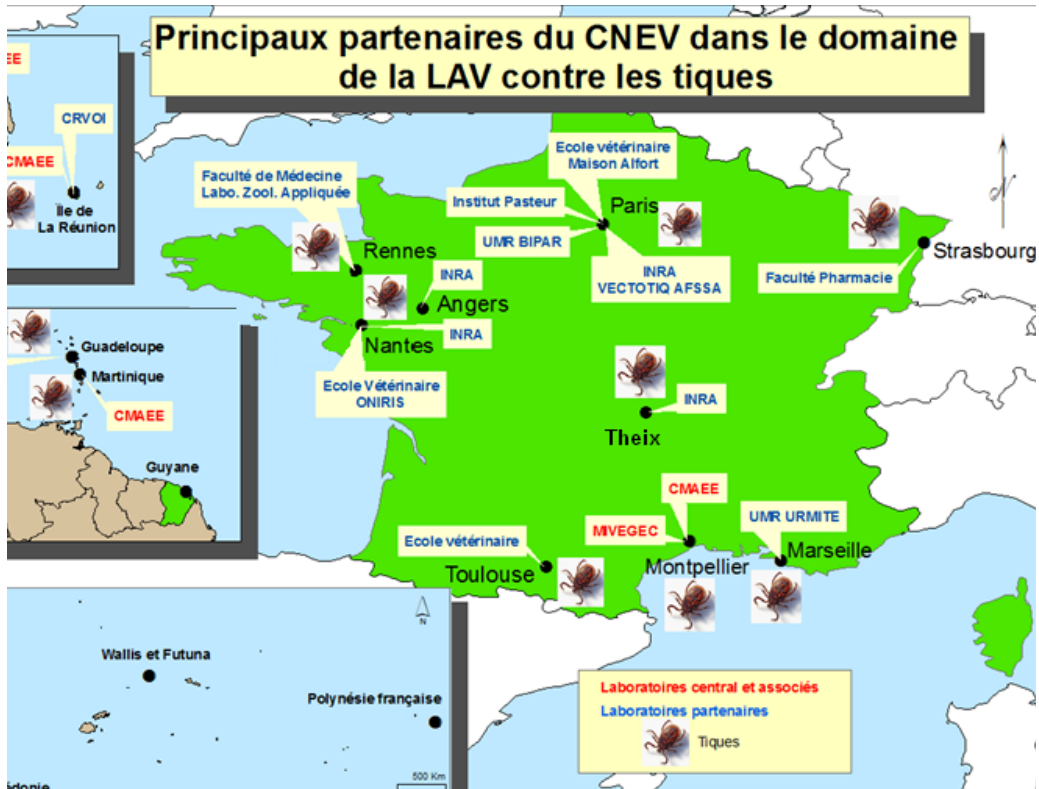 Principaux partenaires du CNEV dans le domaine
de la LAV contre les tiques
EE
CRVOI
CMAEE
Île de
La Réunion
Ecole vétérinaire
Maison Alfort
Faculté de Médecine
Labo. Zool. Appliquée
Institut Pasteur
Paris
UMR BIPAR
INRA
VECTOTIQ AFSSA
N
Strasbourg
Faculté Pharmacie
Rennes
INRA
Angers
INRA
Nantes
Ecole Vétérinaire
ONIRIS
Guadeloupe
Martinique
CMAEE
Guyane
INRA
Theix
CMAEE
MIVEGEC
UMR URMITE
Ecole vétérinaire
Toulouse
Montpellier
Marseille
N
Wallis et Futuna
Polynésie française
500 Km
édonie
Laboratoires central et associés
Laboratoires partenaires
Tiques